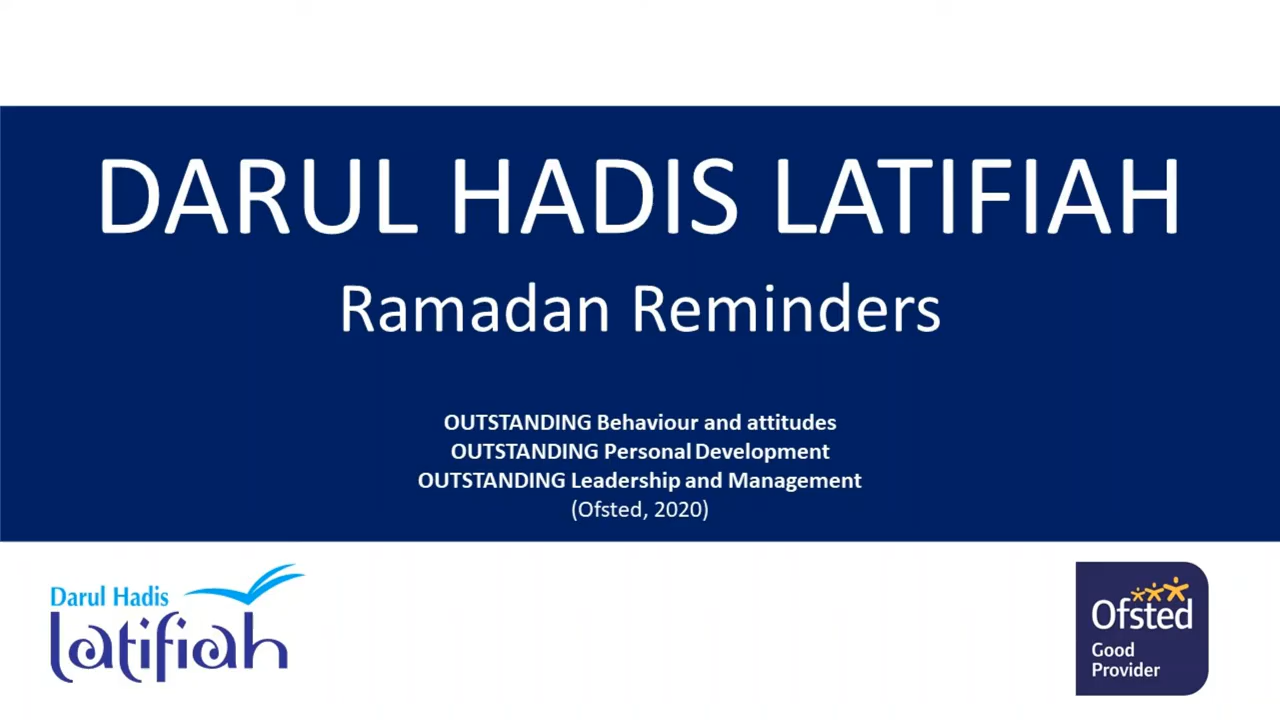 DARUL HADIS LATIFIAH
Ramadan Reminders
OUTSTANDING Behaviour and attitudes
OUTSTANDING Personal Development
OUTSTANDING Leadership and Management
(Ofsted, 2020)
Darul Hadis
latifiah
Ofsted
Good
Provider